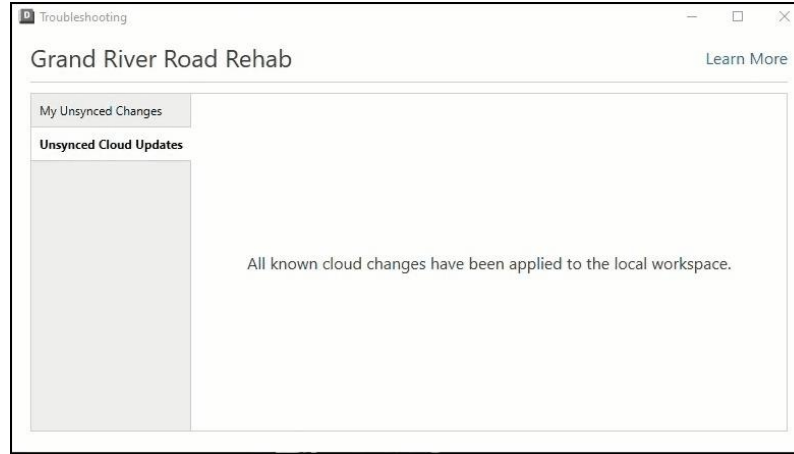 D Troubleshooting
Grand River Road Rehab
Learn More
My Unsynced Changes
Unsynced Cloud Updates
All known cloud changes have been applied to the local workspace.